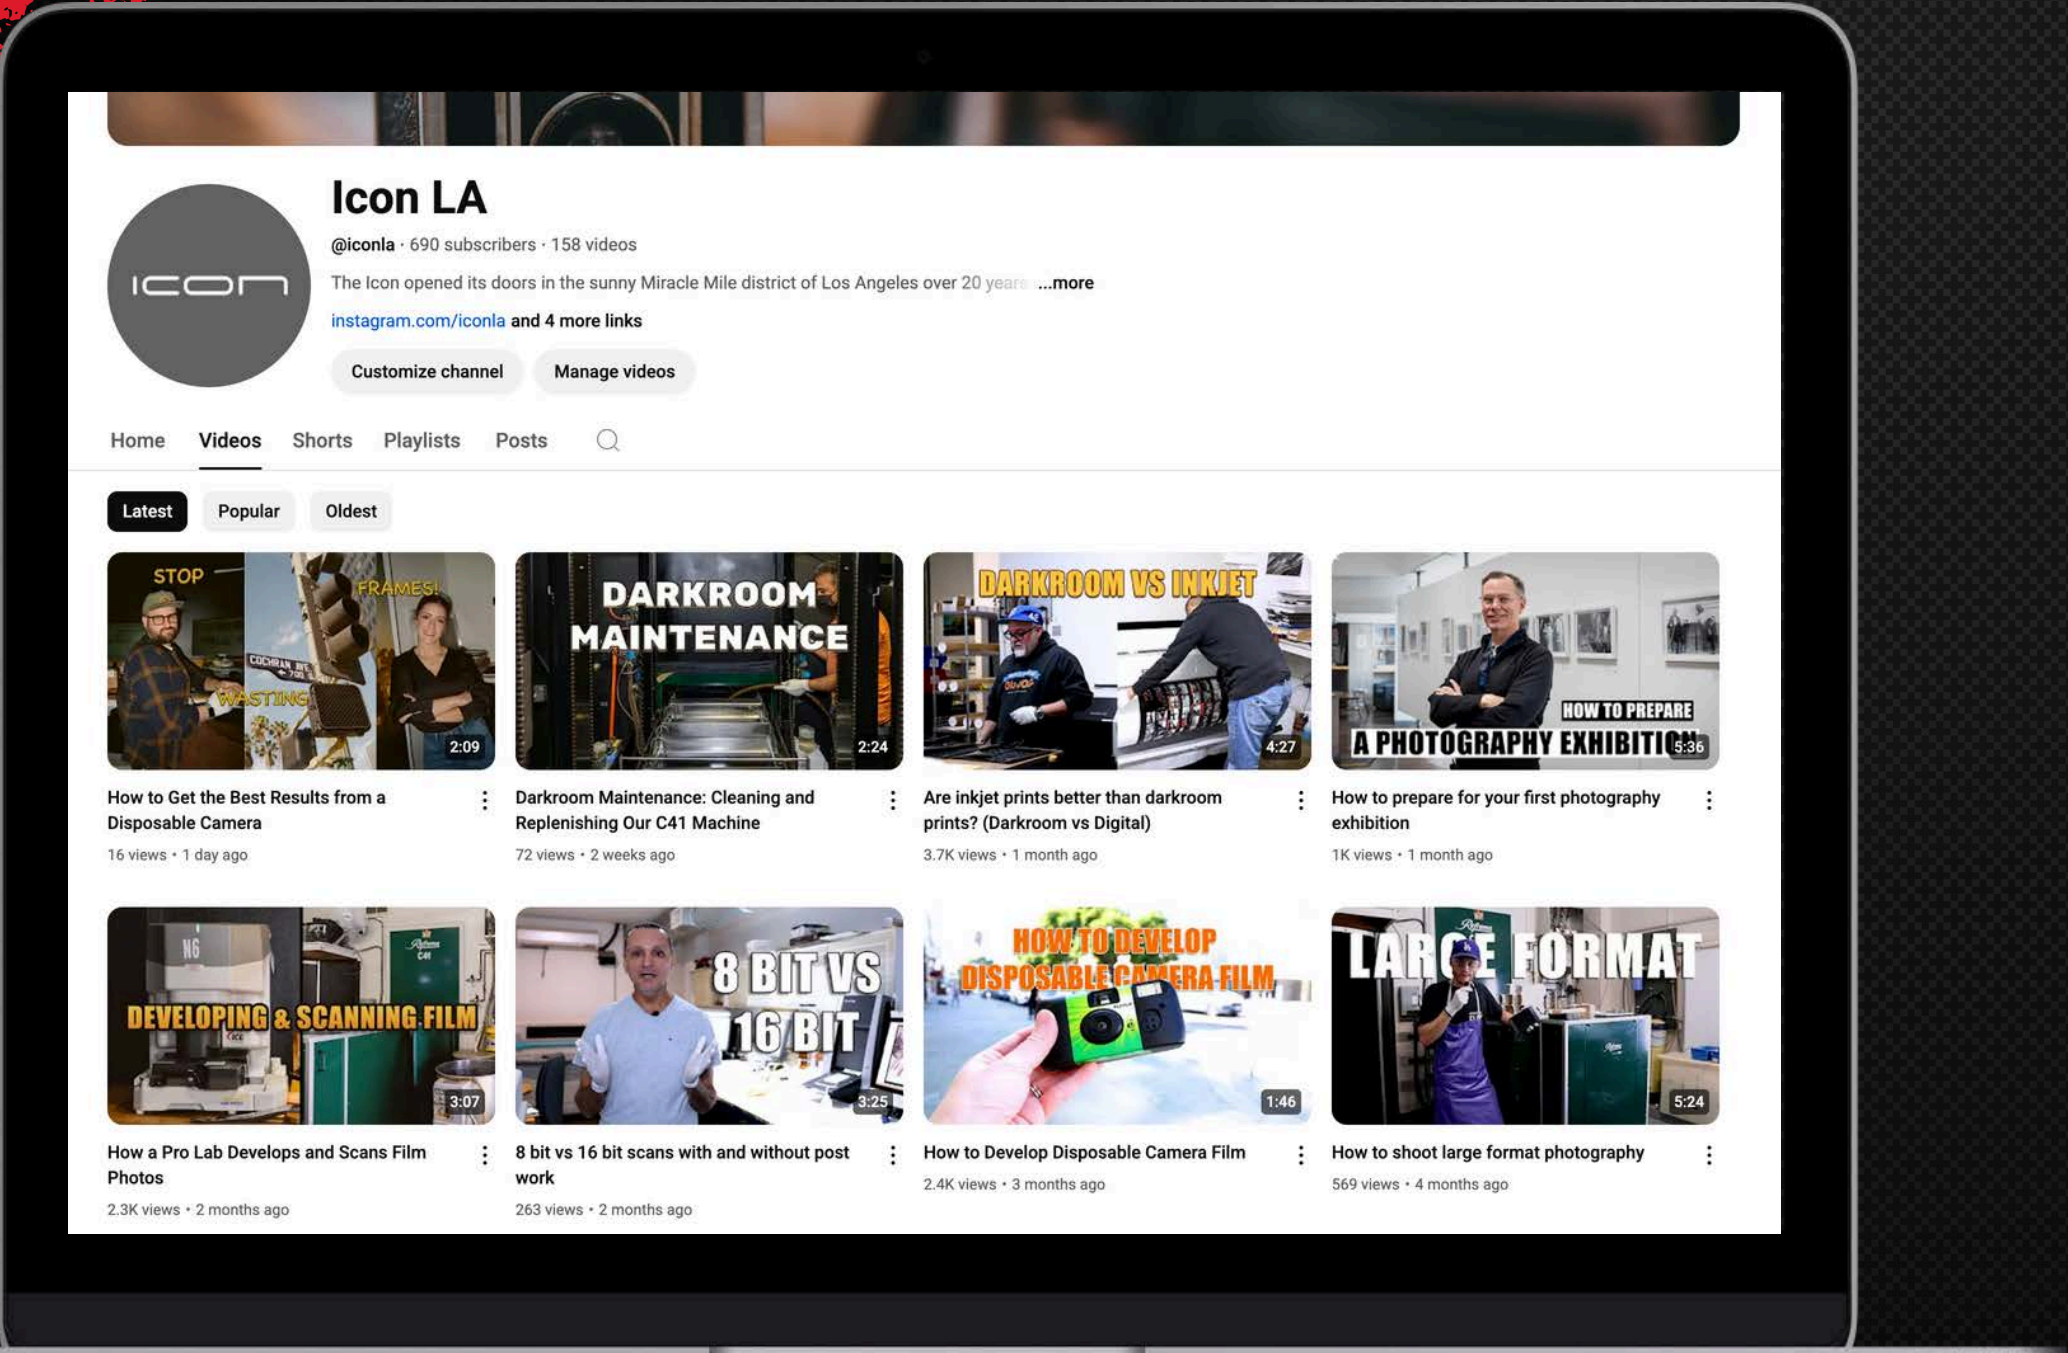 Icon LA
@iconla · 690 subscribers · 158 videos
The Icon opened its doors in the sunny Miracle Mile district of Los Angeles over 20 years ...more
instagram.com/iconla and 4 more links
Customize channel Manage videos
ICON
Home Videos Shorts Playlists Posts
Latest Popular Oldest
STOP
FRAMES!
COCHRAN AVE
WASTING
2:09
DARKROOM
MAINTENANCE
2:24
DARKROOM VS INKJET
4:27
HOW TO PREPARE
A PHOTOGRAPHY EXHIBITION
5:36
How to Get the Best Results from a
Disposable Camera
16 views • 1 day ago
Darkroom Maintenance: Cleaning and
Replenishing Our C41 Machine
72 views • 2 weeks ago
Are inkjet prints better than darkroom
prints? (Darkroom vs Digital)
3.7K views • 1 month ago
How to prepare for your first photography
exhibition
1K views • 1 month ago
N6
Refrema
C41
DEVELOPING & SCANNING FILM
3:07
8 BIT VS
16 BIT
3:25
HOW TO DEVELOP
DISPOSABLE CAMERA FILM
1:46
Refrema
LARGE FORMAT
5:24
How a Pro Lab Develops and Scans Film
Photos
2.3K views • 2 months ago
8 bit vs 16 bit scans with and without post
work
263 views • 2 months ago
How to Develop Disposable Camera Film
2.4K views • 3 months ago
How to shoot large format photography
569 views • 4 months ago